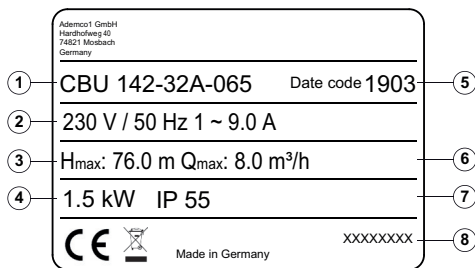 Ademco1 GmbH
Hardhofweg 40
74821 Mosbach
Germany
1 CBU 142-32A-065 Date code 1903 5
2 230 V / 50 Hz 1 ~ 9.0 A
3 Hmax: 76.0 m Qmax: 8.0 m³/h 6
4 1.5 kW IP 55 7
CE Made in Germany XXXXXXXX 8